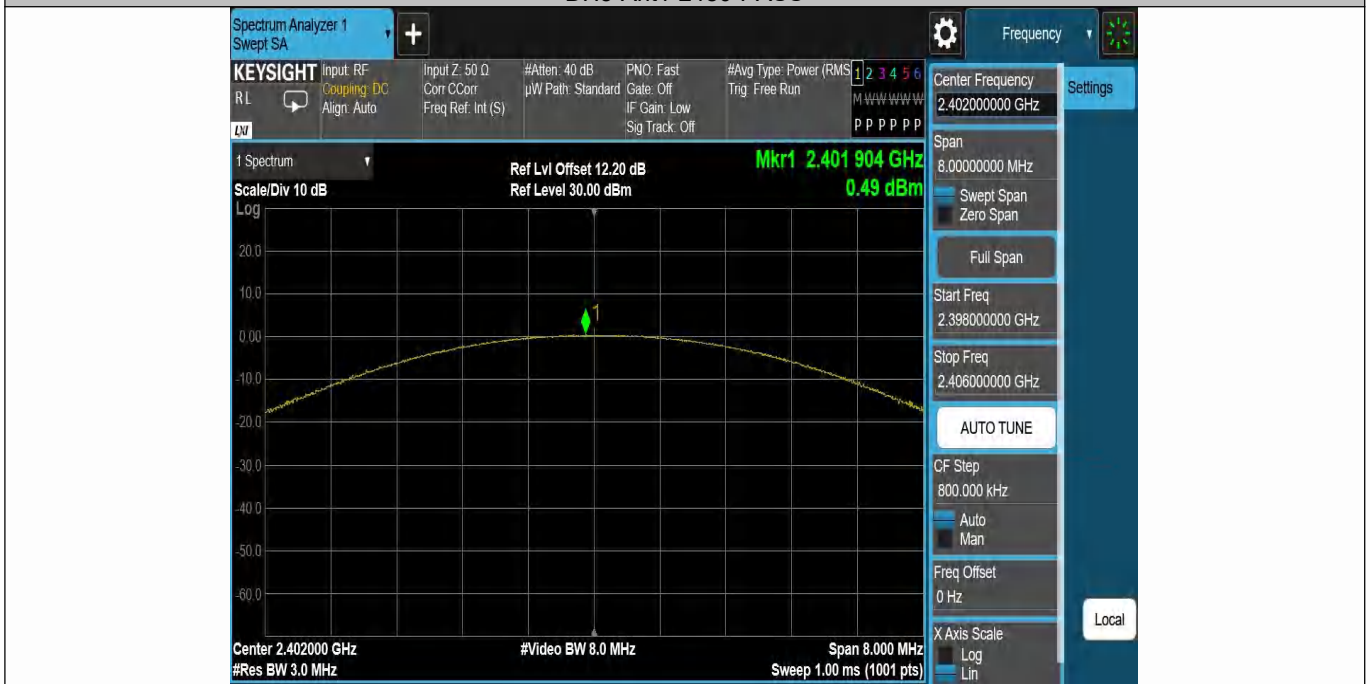 Spectrum Analyzer 1
Swept SA
+
Frequency
KEYSIGHT
RL
LXI
Input: RF
Coupling: DC
Align: Auto
Input Z: 50 Ω
Corr CCorr
Freq Ref: Int (S)
#Atten: 40 dB
µW Path: Standard
PNO: Fast
Gate: Off
IF Gain: Low
Sig Track: Off
#Avg Type: Power (RMS
Trig: Free Run
1 2 3 4 5 6
M W W W W W
P P P P P P
1 Spectrum
Scale/Div 10 dB
Log
Ref Lvl Offset 12.20 dB
Ref Level 30.00 dBm
Mkr1 2.401 904 GHz
0.49 dBm
20.0
10.0
0.00
-10.0
-20.0
-30.0
-40.0
-50.0
-60.0
1
Center 2.402000 GHz
#Res BW 3.0 MHz
#Video BW 8.0 MHz
Span 8.000 MHz
Sweep 1.00 ms (1001 pts)
Center Frequency
2.402000000 GHz
Settings
Span
8.00000000 MHz
Swept Span
Zero Span
Full Span
Start Freq
2.398000000 GHz
Stop Freq
2.406000000 GHz
AUTO TUNE
CF Step
800.000 kHz
Auto
Man
Freq Offset
0 Hz
X Axis Scale
Log
Lin
Local